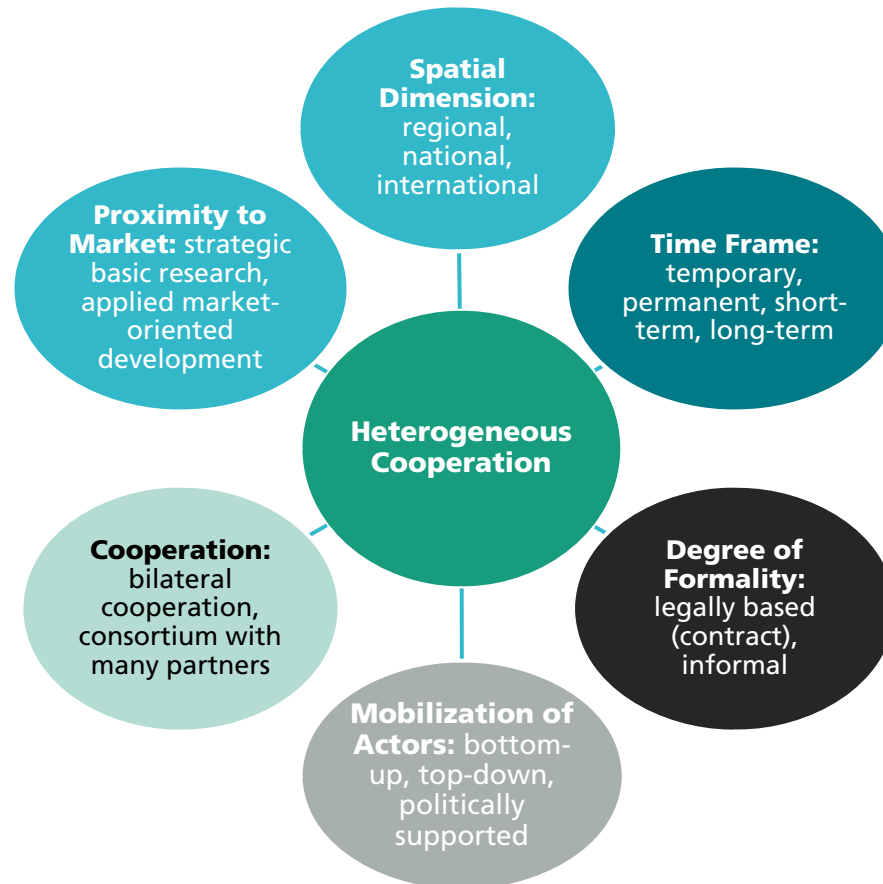 Spatial
Dimension:
regional,
national,
international
Time Frame:
temporary,
permanent, short-
term, long-term
Degree of
Formality:
legally based
(contract),
informal
Mobilization of
Actors: bottom-
up, top-down,
politically
supported
Cooperation:
bilateral
cooperation,
consortium with
many partners
Proximity to
Market: strategic
basic research,
applied market-
oriented
development
Heterogeneous
Cooperation